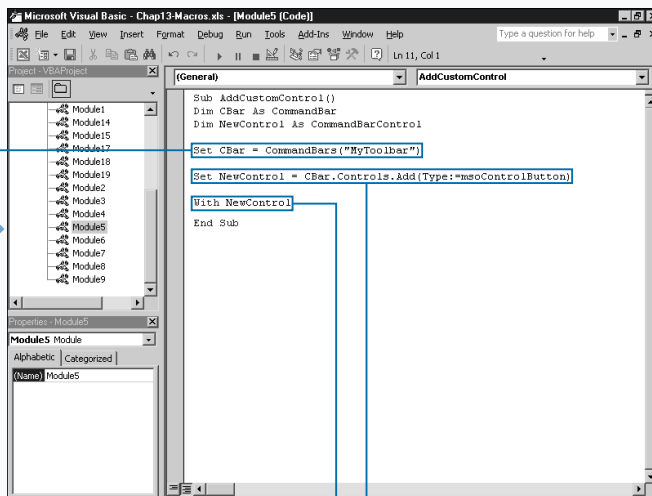 Microsoft Visual Basic - Chap13-Macros.xls - [Module5 (Code)]
File Edit View Insert Format Debug Run Tools Add-Ins Window Help
Type a question for help
Ln 11, Col 1
Project - VBAProject
(General)
AddCustomControl
Module1
Module14
Module15
Module17
Module18
Module19
Module2
Module3
Module4
Module5
Module6
Module7
Module8
Module9
Sub AddCustomControl()
Dim CBar As CommandBar
Dim NewControl As CommandBarControl
Set CBar = CommandBars("MyToolbar")
Set NewControl = CBar.Controls.Add(Type:=msoControlButton)
With NewControl
End Sub
Properties - Module5
Module5 Module
Alphabetic Categorized
(Name) Module5